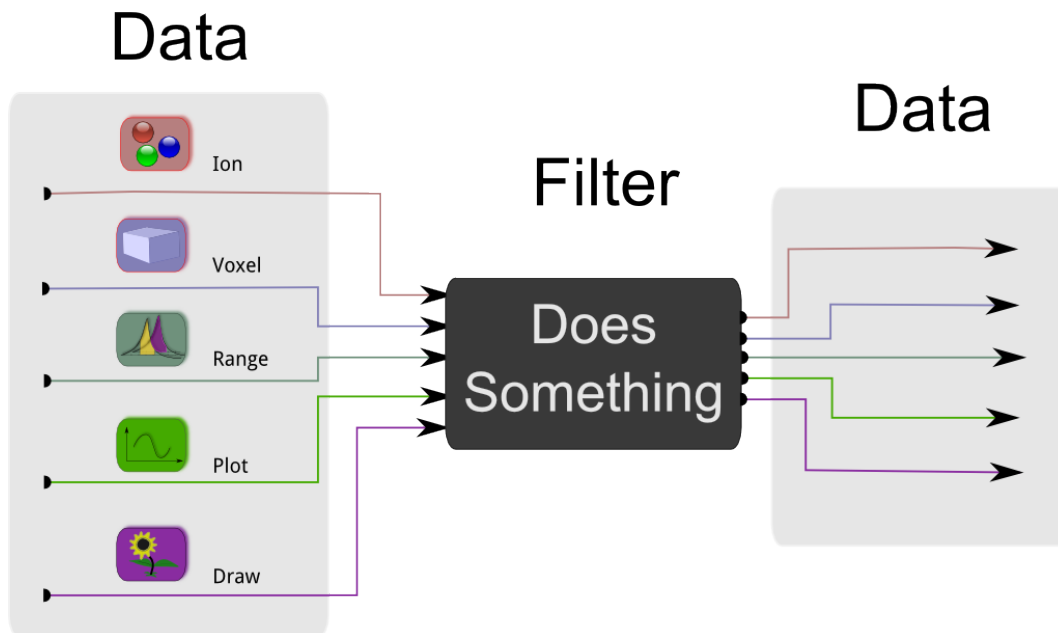 Data
Ion
Voxel
Range
Plot
Draw
Filter
Does
Something
Data